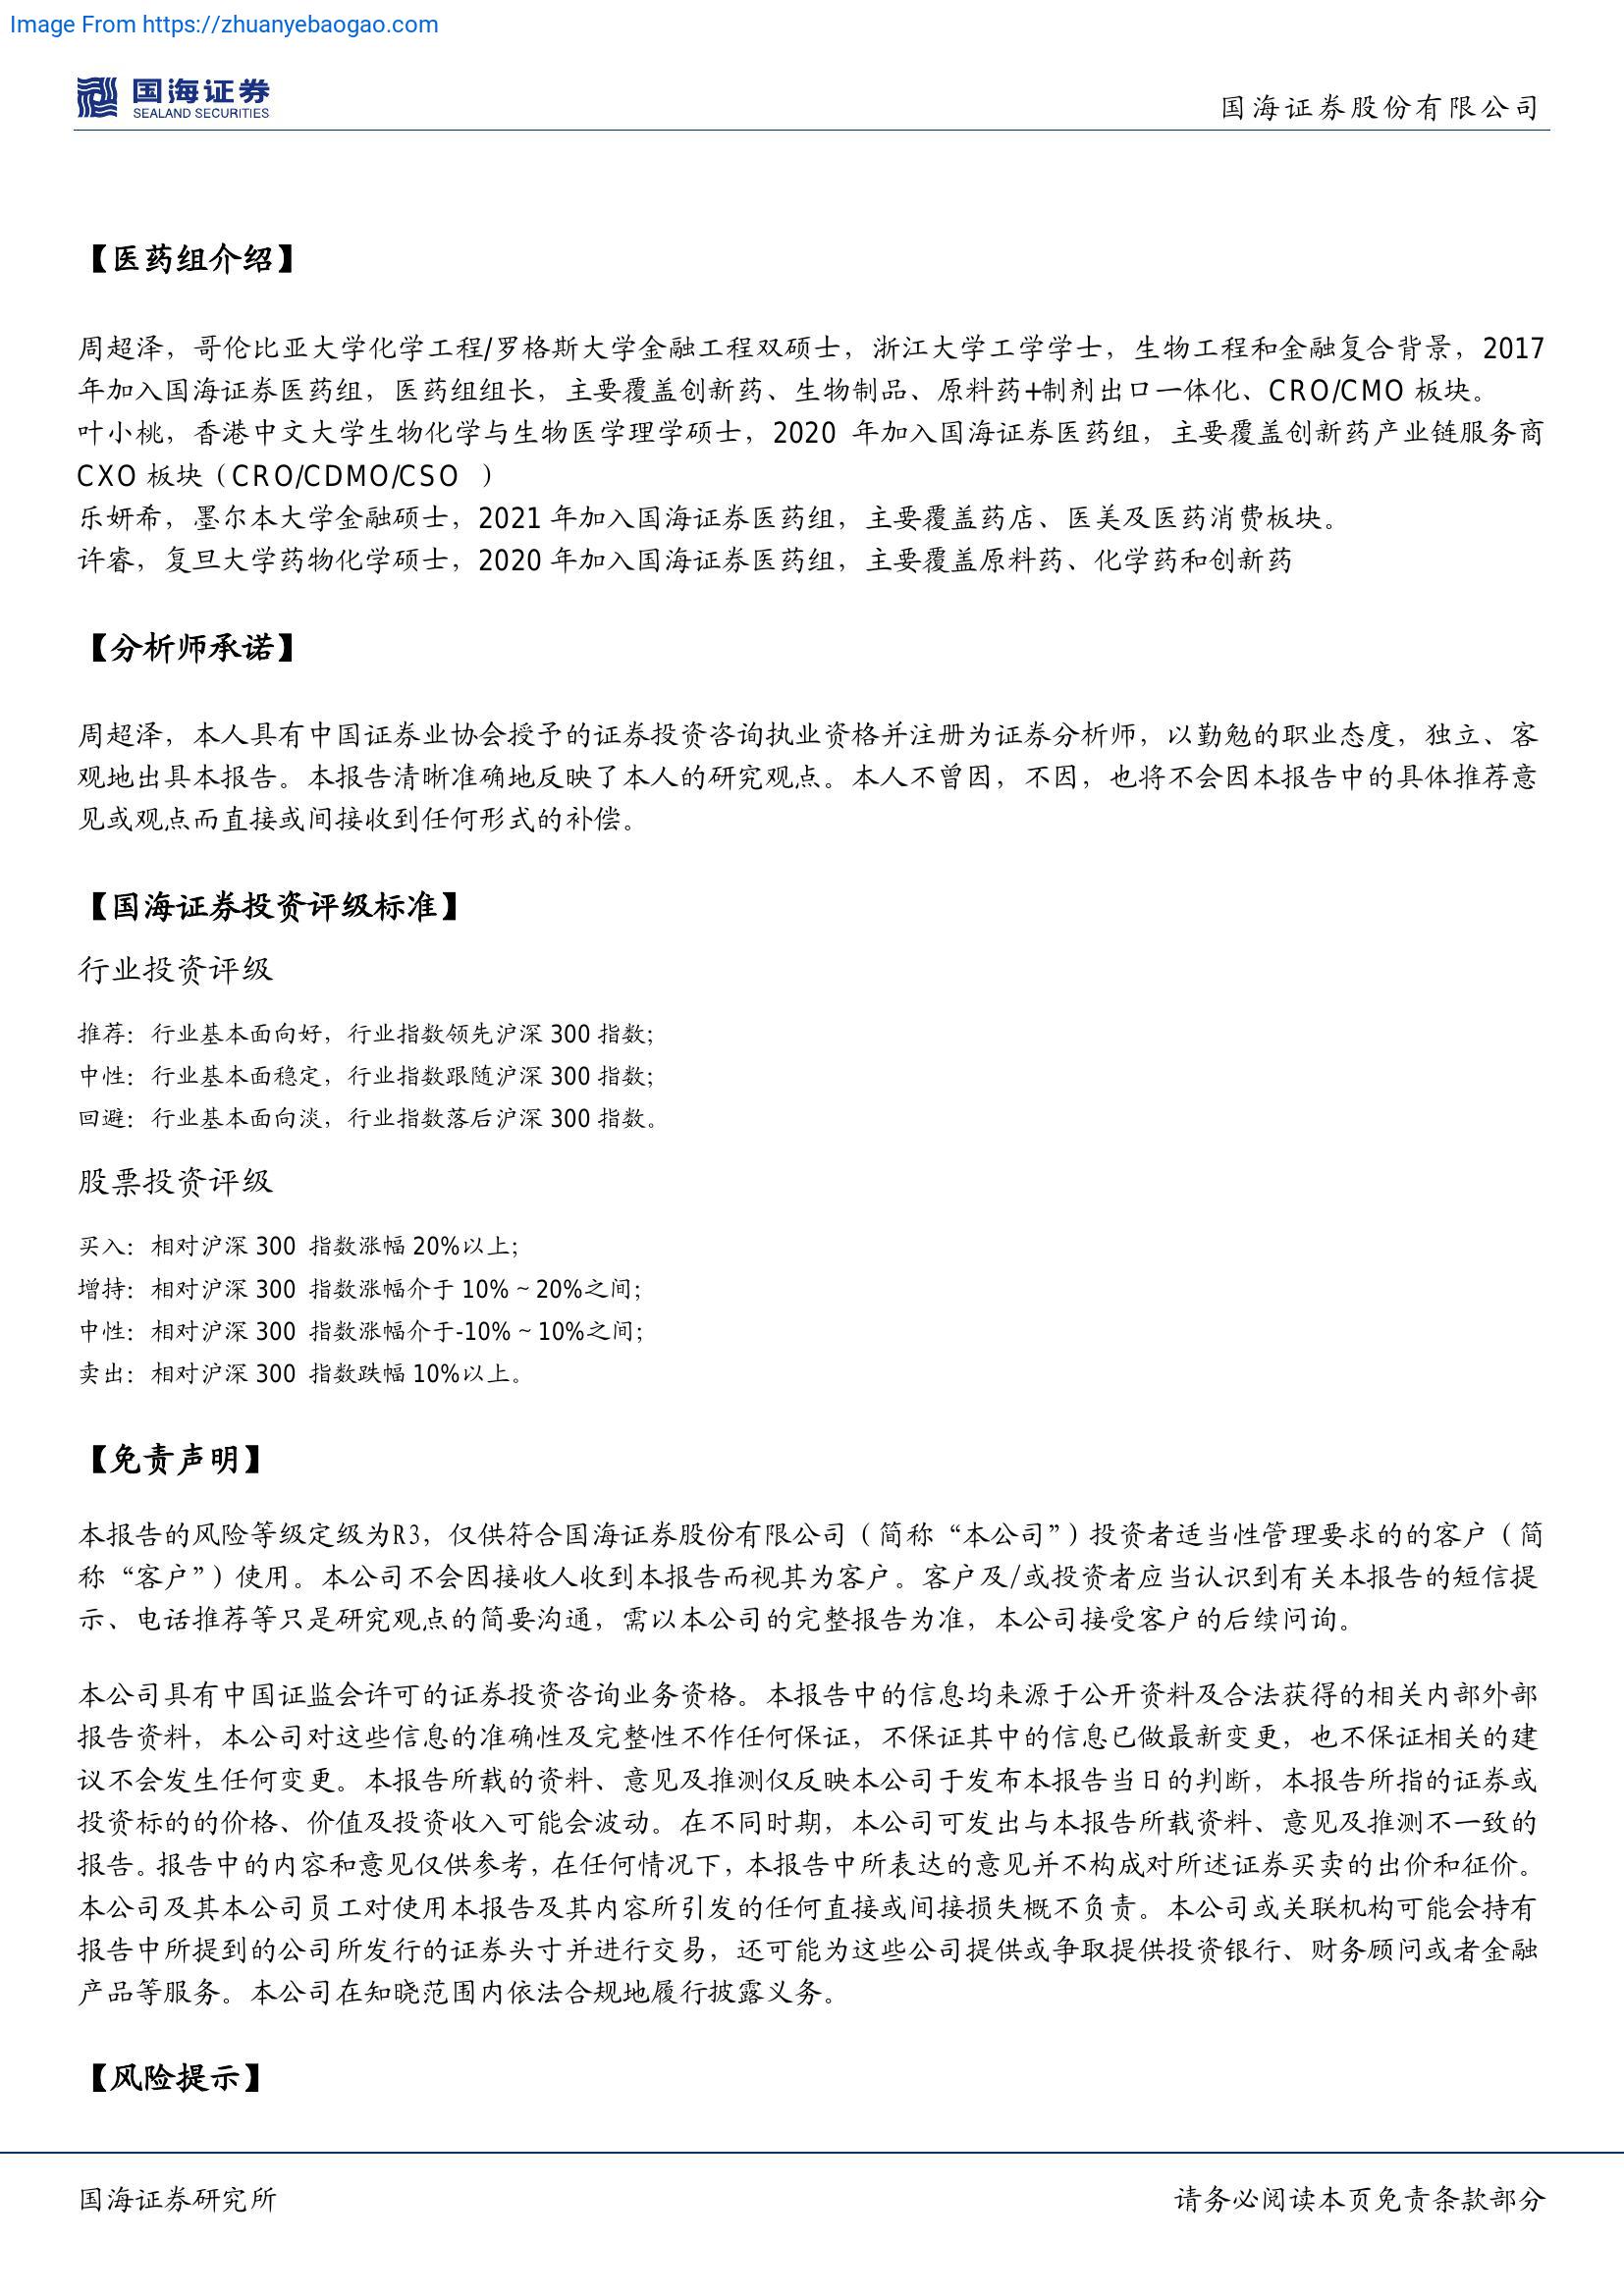 Image From https://zhuanyebaogao.com
国海证券
SEALAND SECURITIES
国海证券股份有限公司
【医药组介绍】
周超泽，哥伦比亚大学化学工程/罗格斯大学金融工程双硕士，浙江大学工学学士，生物工程和金融复合背景，2017
年加入国海证券医药组，医药组组长，主要覆盖创新药、生物制品、原料药+制剂出口一体化、CRO/CMO 板块。
叶小桃，香港中文大学生物化学与生物医学理学硕士，2020 年加入国海证券医药组，主要覆盖创新药产业链服务商
CXO 板块（CRO/CDMO/CSO ）
乐妍希，墨尔本大学金融硕士，2021 年加入国海证券医药组，主要覆盖药店、医美及医药消费板块。
许睿，复旦大学药物化学硕士，2020 年加入国海证券医药组，主要覆盖原料药、化学药和创新药
【分析师承诺】
周超泽，本人具有中国证券业协会授予的证券投资咨询执业资格并注册为证券分析师，以勤勉的职业态度，独立、客
观地出具本报告。本报告清晰准确地反映了本人的研究观点。本人不曾因，不因，也将不会因本报告中的具体推荐意
见或观点而直接或间接收到任何形式的补偿。
【国海证券投资评级标准】
行业投资评级
推荐：行业基本面向好，行业指数领先沪深 300 指数；
中性：行业基本面稳定，行业指数跟随沪深 300 指数；
回避：行业基本面向淡，行业指数落后沪深 300 指数。
股票投资评级
买入：相对沪深 300 指数涨幅 20%以上；
增持：相对沪深 300 指数涨幅介于 10%～20%之间；
中性：相对沪深 300 指数涨幅介于-10%～10%之间；
卖出：相对沪深 300 指数跌幅 10%以上。
【免责声明】
本报告的风险等级定级为R3，仅供符合国海证券股份有限公司（简称“本公司”）投资者适当性管理要求的的客户（简
称“客户”）使用。本公司不会因接收人收到本报告而视其为客户。客户及/或投资者应当认识到有关本报告的短信提
示、电话推荐等只是研究观点的简要沟通，需以本公司的完整报告为准，本公司接受客户的后续问询。
本公司具有中国证监会许可的证券投资咨询业务资格。本报告中的信息均来源于公开资料及合法获得的相关内部外部
报告资料，本公司对这些信息的准确性及完整性不作任何保证，不保证其中的信息已做最新变更，也不保证相关的建
议不会发生任何变更。本报告所载的资料、意见及推测仅反映本公司于发布本报告当日的判断，本报告所指的证券或
投资标的的价格、价值及投资收入可能会波动。在不同时期，本公司可发出与本报告所载资料、意见及推测不一致的
报告。报告中的内容和意见仅供参考，在任何情况下，本报告中所表达的意见并不构成对所述证券买卖的出价和征价。
本公司及其本公司员工对使用本报告及其内容所引发的任何直接或间接损失概不负责。本公司或关联机构可能会持有
报告中所提到的公司所发行的证券头寸并进行交易，还可能为这些公司提供或争取提供投资银行、财务顾问或者金融
产品等服务。本公司在知晓范围内依法合规地履行披露义务。
【风险提示】
国海证券研究所
请务必阅读本页免责条款部分